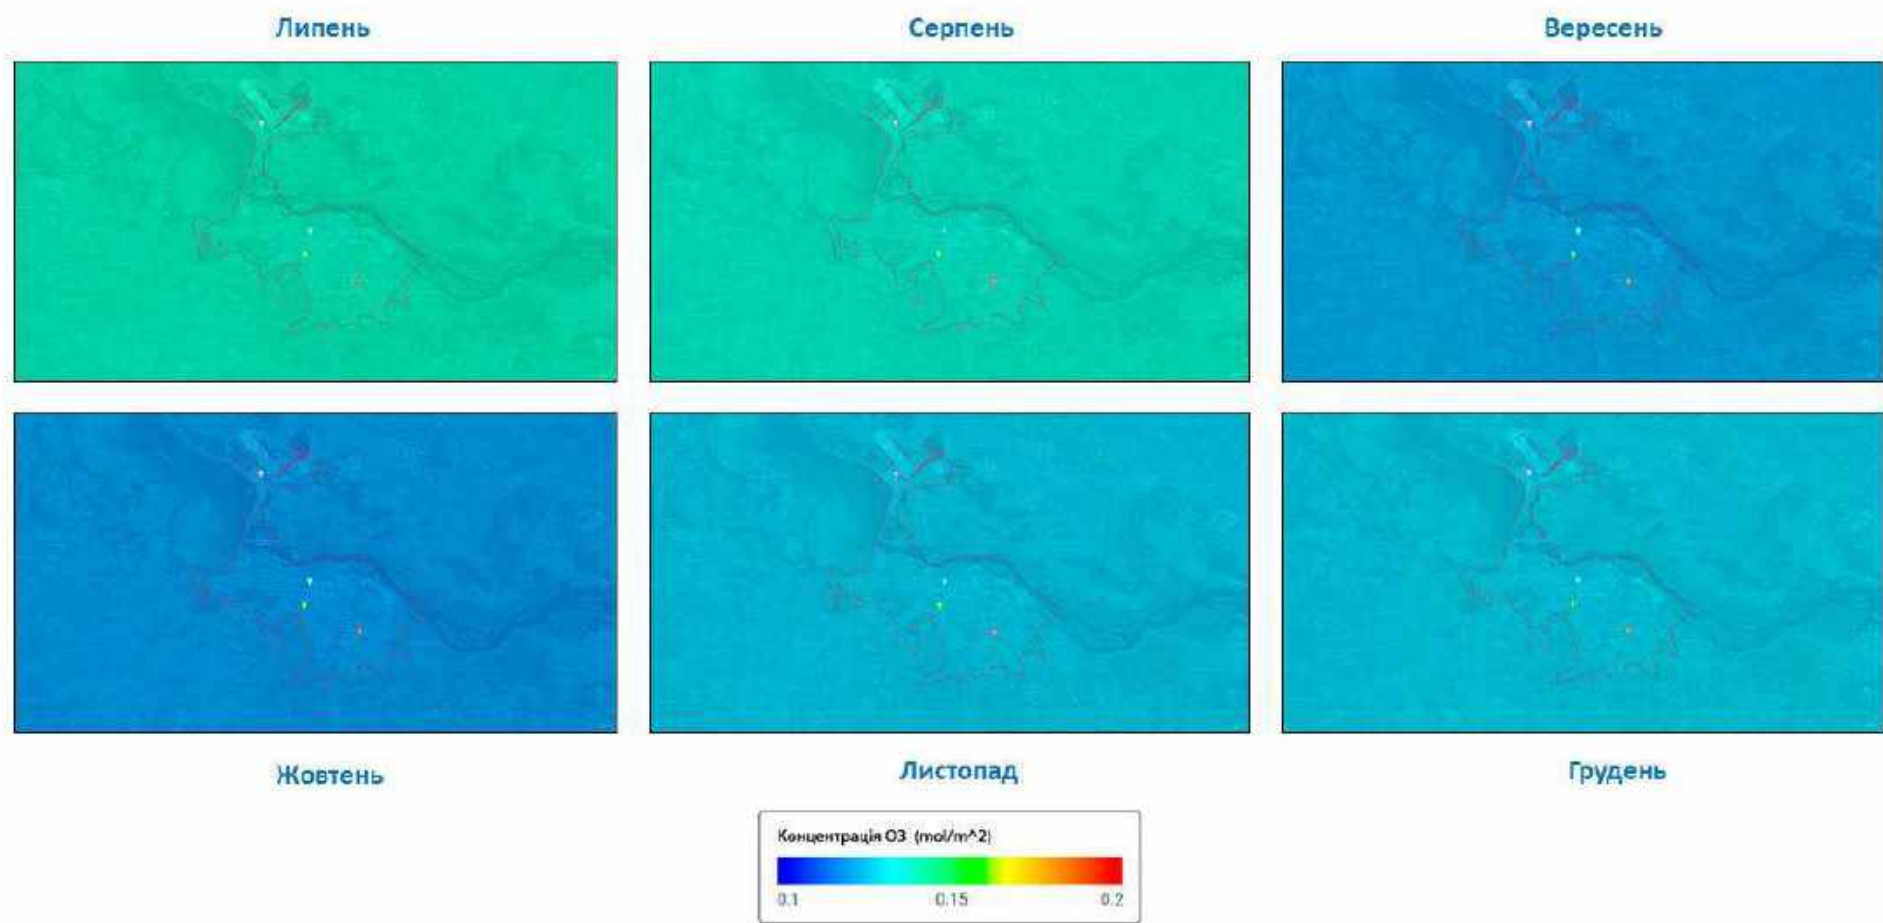 Липень
Серпень
Вересень
Жовтень
Листопад
Грудень
Концентрація O3 (mol/m^2)
0.1
0.15
0.2